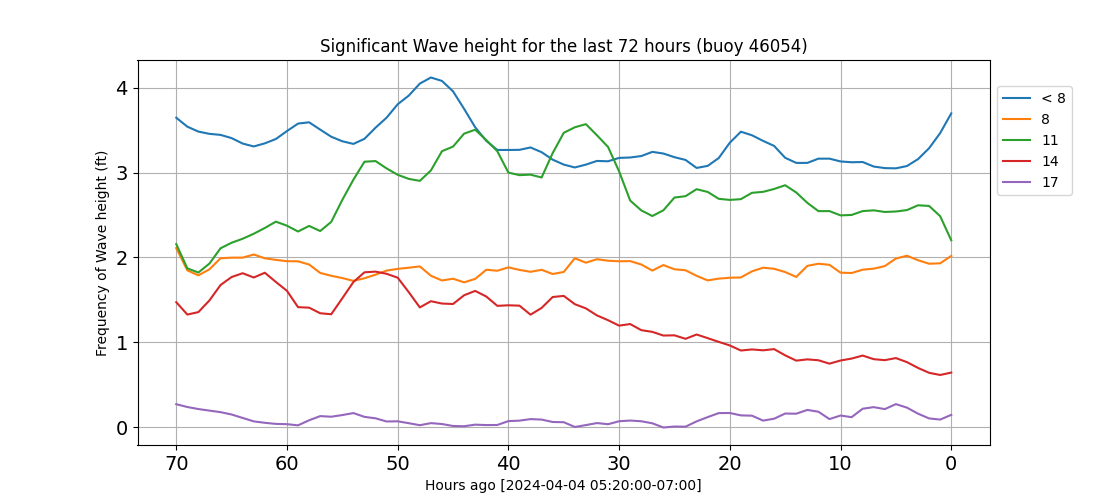 Significant Wave height for the last 72 hours (buoy 46054)
Frequency of Wave height (ft)
4
3
2
1
0
70 60 50 40 30 20 10 0
Hours ago [2024-04-04 05:20:00-07:00]
< 8
8
11
14
17